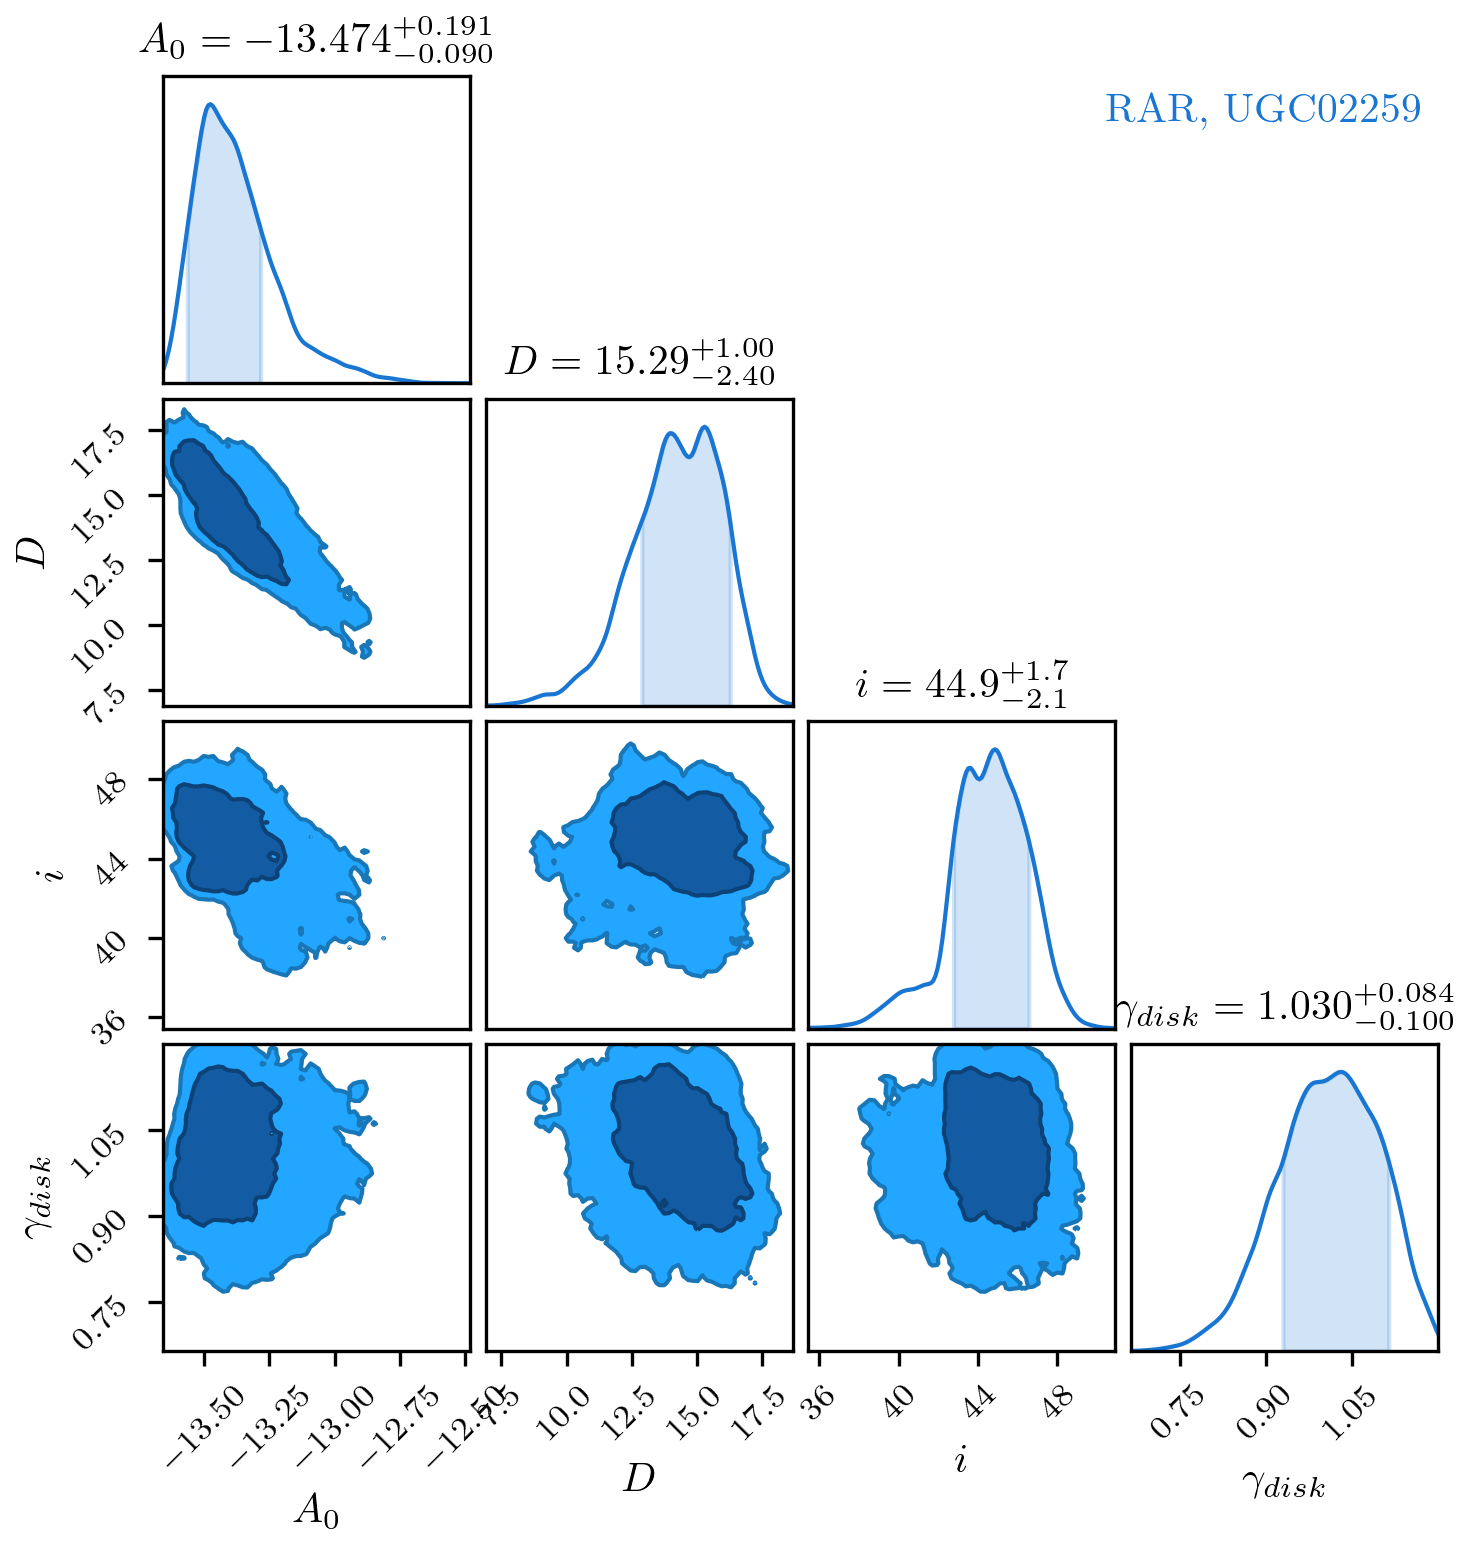 A₀ = −13.474⁺⁰·¹⁹¹₋₀.₀₉₀
RAR, UGC02259
D = 15.29⁺¹·⁰⁰₋₂.₄₀
17.5
15.0
12.5
10.0
7.5
D
i = 44.9⁺¹·⁷₋₂.₁
48
44
40
36
i
γ_disk = 1.030⁺⁰·⁰⁸⁴₋₀.₁₀₀
1.05
0.90
0.75
γ_disk
−13.50 −13.25 −13.00 −12.75 −12.50
7.5 10.0 12.5 15.0 17.5
36 40 44 48
0.75 0.90 1.05
A₀
D
i
γ_disk